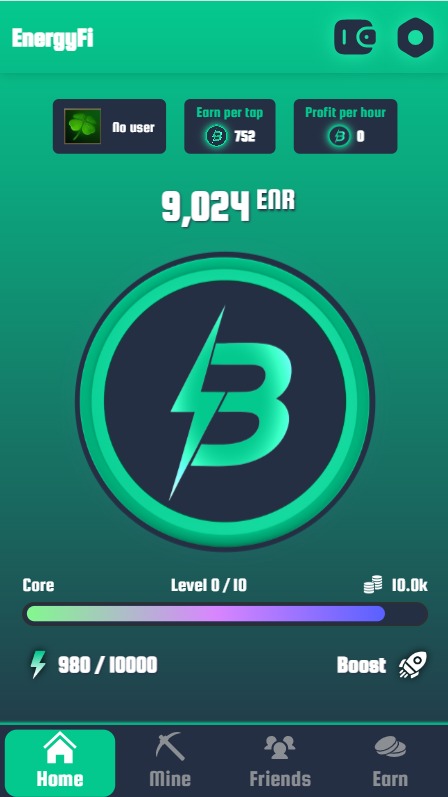 EnergyFi
No user
Earn per tap
752
Profit per hour
0
9,024 ENR
Core
Level 0 / 10
10.0k
980 / 10000
Boost
Home
Mine
Friends
Earn